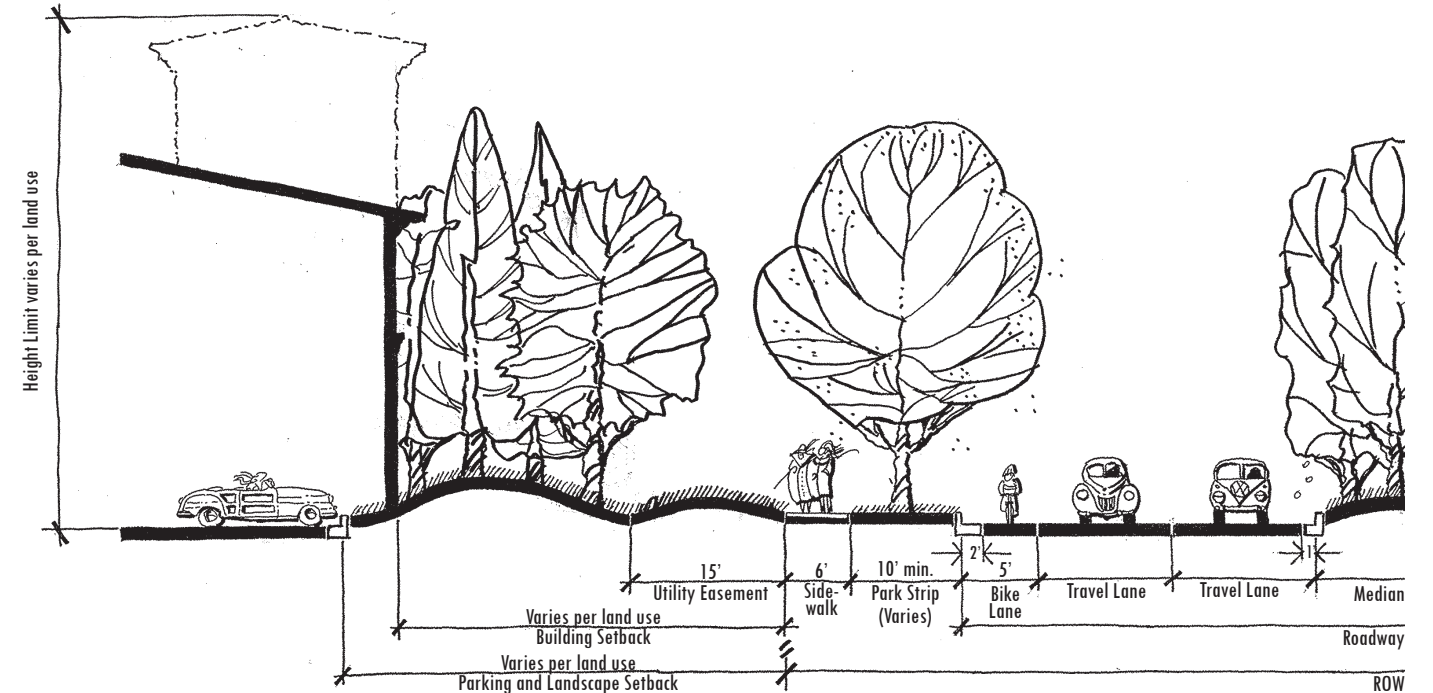 Height Limit varies per land use
2'
1'
15'
Utility Easement
6'
Side-
walk
10' min.
Park Strip
(Varies)
5'
Bike
Lane
Travel Lane
Travel Lane
Median
Varies per land use
Building Setback
Roadway
Varies per land use
Parking and Landscape Setback
ROW